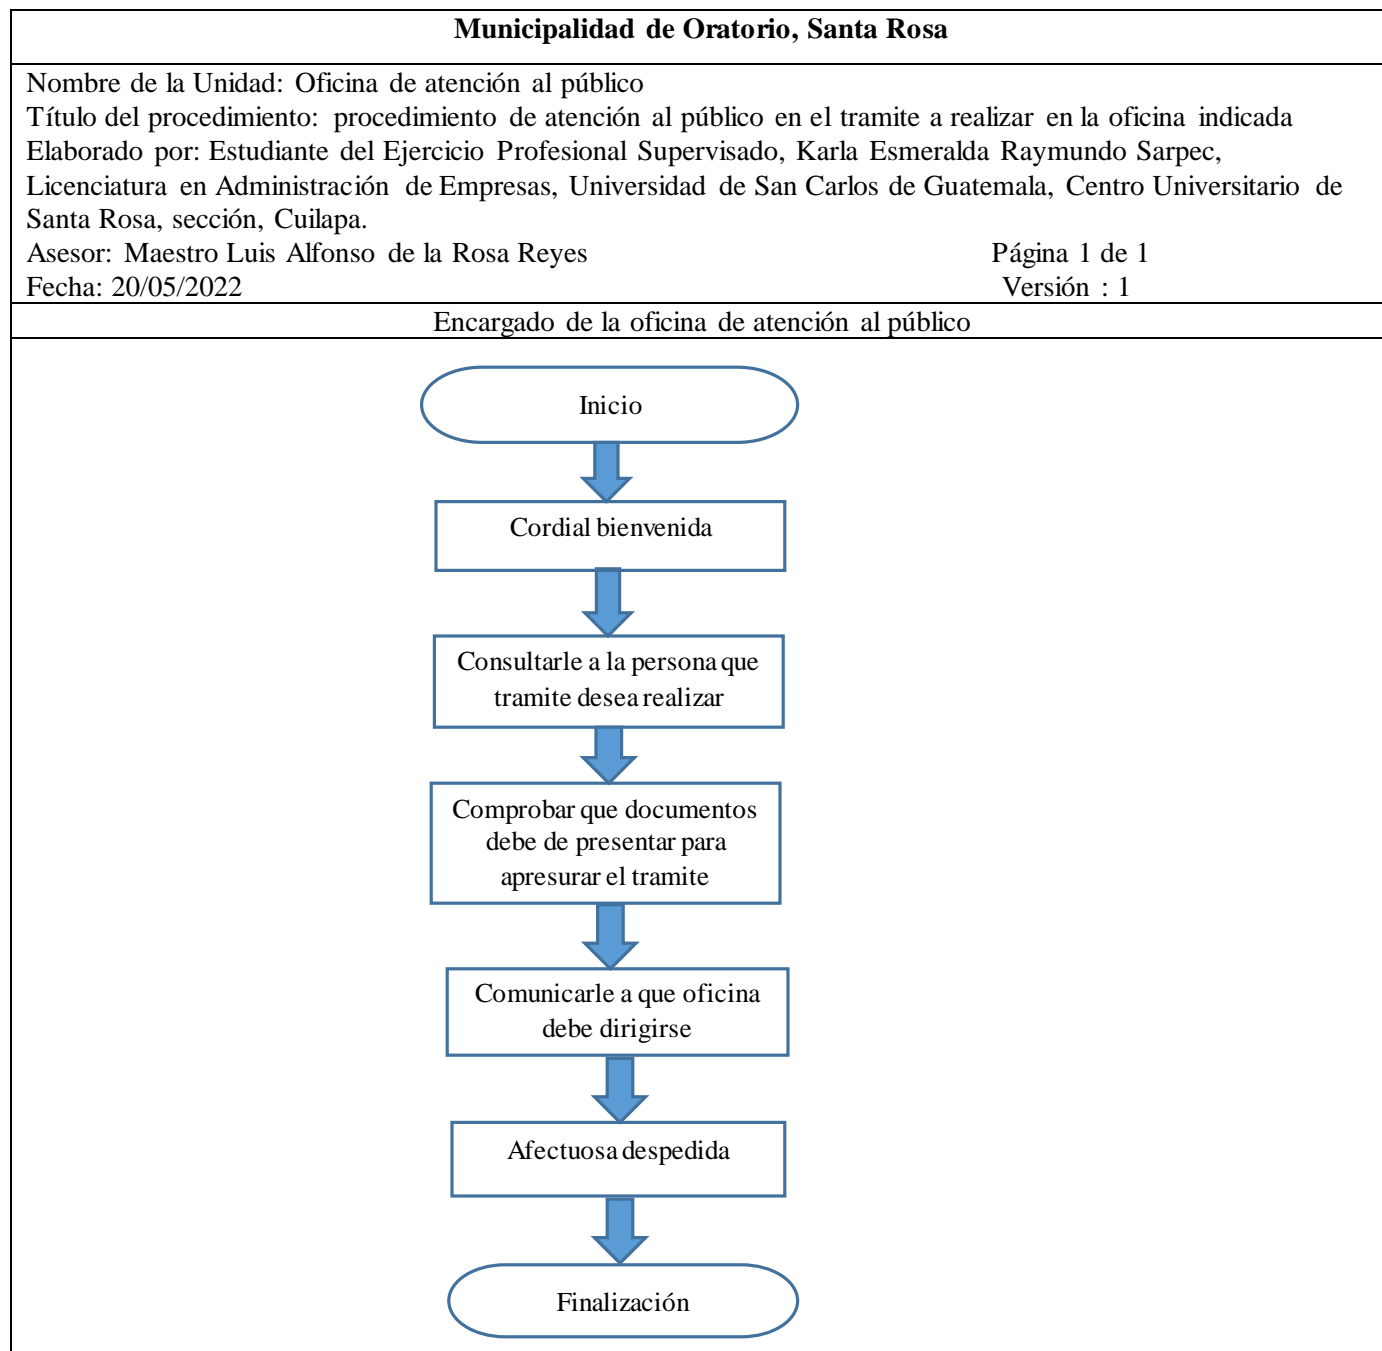 Municipalidad de Oratorio, Santa Rosa
Nombre de la Unidad: Oficina de atención al público
Título del procedimiento: procedimiento de atención al público en el tramite a realizar en la oficina indicada
Elaborado por: Estudiante del Ejercicio Profesional Supervisado, Karla Esmeralda Raymundo Sarpec,
Licenciatura en Administración de Empresas, Universidad de San Carlos de Guatemala, Centro Universitario de
Santa Rosa, sección, Cuilapa.
Asesor: Maestro Luis Alfonso de la Rosa Reyes Página 1 de 1
Fecha: 20/05/2022 Versión : 1
Encargado de la oficina de atención al público
Inicio
Cordial bienvenida
Consultarle a la persona que
tramite desea realizar
Comprobar que documentos
debe de presentar para
apresurar el tramite
Comunicarle a que oficina
debe dirigirse
Afectuosa despedida
Finalización